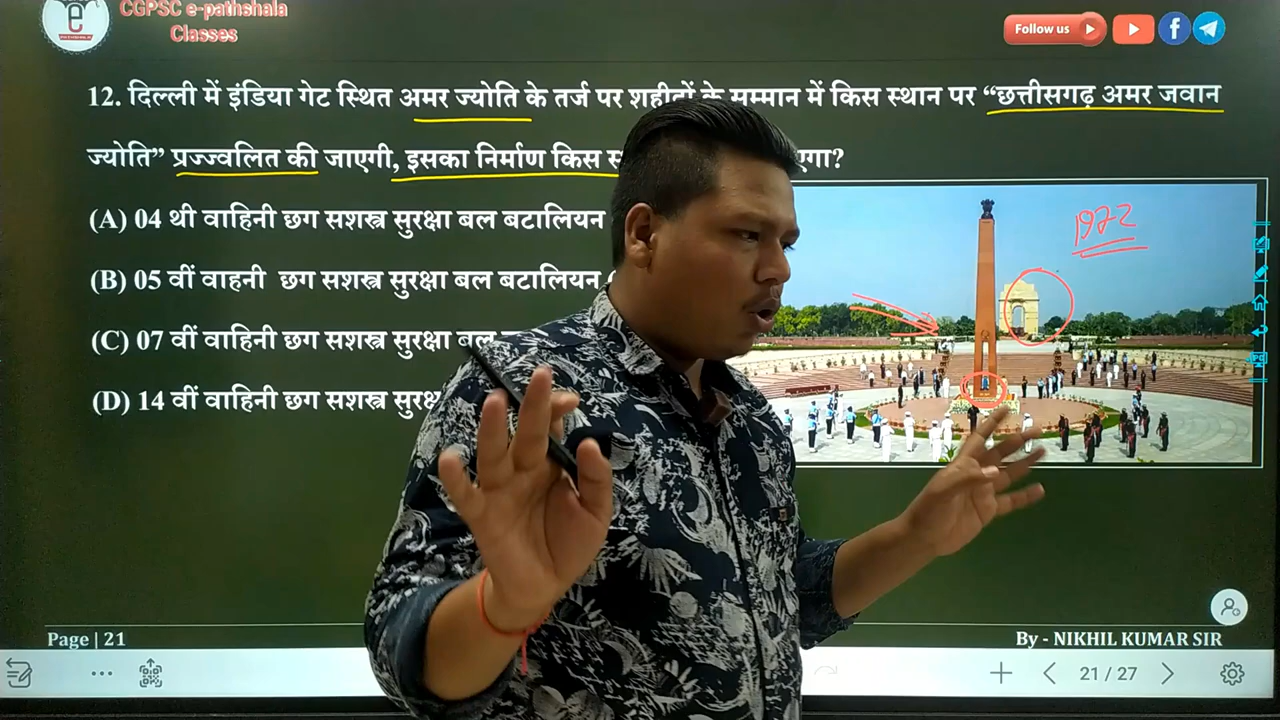 CGPSC e-pathshala
Classes
e
Follow us
12. दिल्ली में इंडिया गेट स्थित अमर ज्योति के तर्ज पर शहीदों के सम्मान में किस स्थान पर “छत्तीसगढ़ अमर जवान
ज्योति” प्रज्ज्वलित की जाएगी, इसका निर्माण किस
(A) 04 थी वाहिनी छग सशस्त्र सुरक्षा बल बटालियन
(B) 05 वीं वाहनी छग सशस्त्र सुरक्षा बल बटालियन
(C) 07 वीं वाहिनी छग सशस्त्र सुरक्षा बल
(D) 14 वीं वाहिनी छग सशस्त्र
1972
Page | 21
By - NIKHIL KUMAR SIR
21 / 27